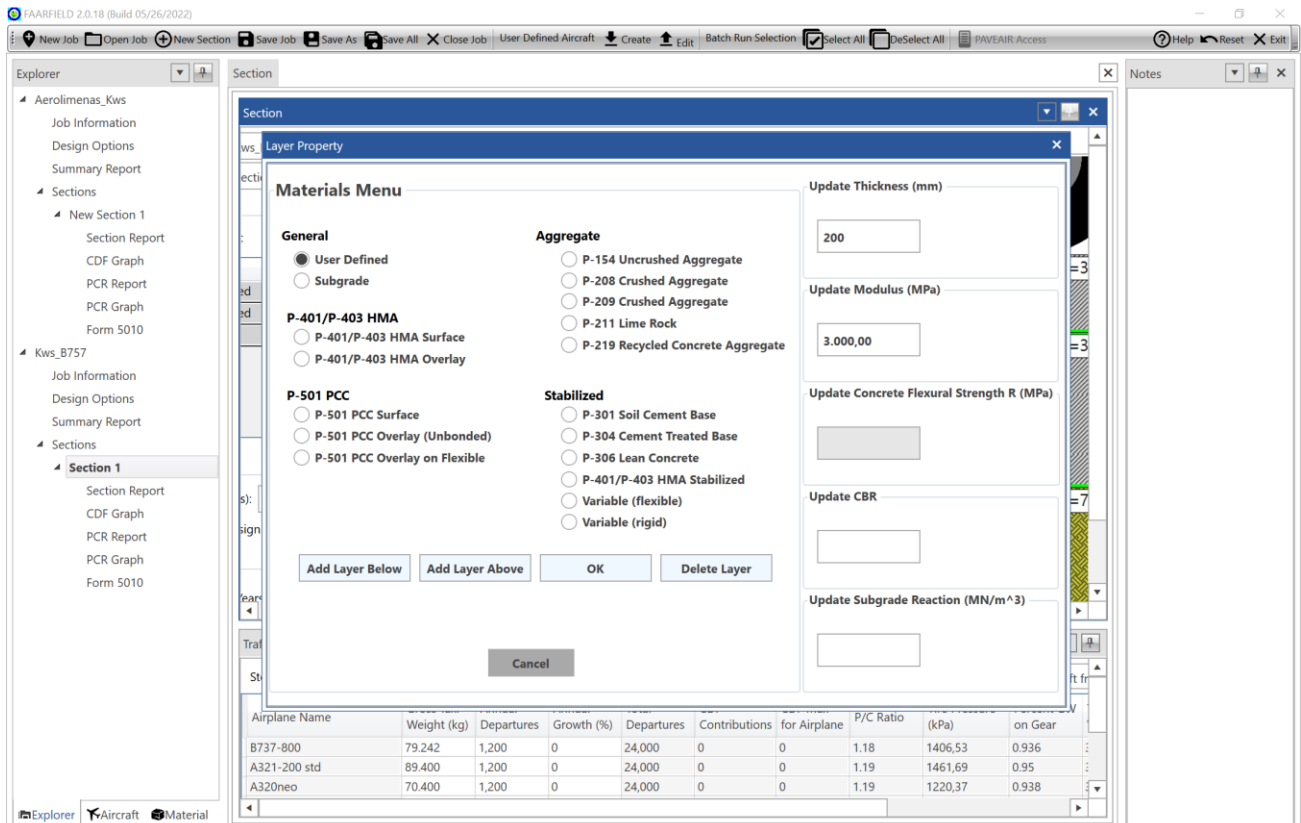 FAARFIELD 2.0.18 (Build 05/26/2022)
New Job Open Job New Section Save Job Save As Save All Close Job User Defined Aircraft Create Edit Batch Run Selection Select All DeSelect All PAVEAIR Access Help Reset Exit
Explorer
Aerolimenas_Kws
Job Information
Design Options
Summary Report
Sections
New Section 1
Section Report
CDF Graph
PCR Report
PCR Graph
Form 5010
Kws_B757
Job Information
Design Options
Summary Report
Sections
Section 1
Section Report
CDF Graph
PCR Report
PCR Graph
Form 5010
Explorer Aircraft Material
Section
Section
Layer Property
Materials Menu
General
User Defined
Subgrade
P-401/P-403 HMA
P-401/P-403 HMA Surface
P-401/P-403 HMA Overlay
P-501 PCC
P-501 PCC Surface
P-501 PCC Overlay (Unbonded)
P-501 PCC Overlay on Flexible
Aggregate
P-154 Uncrushed Aggregate
P-208 Crushed Aggregate
P-209 Crushed Aggregate
P-211 Lime Rock
P-219 Recycled Concrete Aggregate
Stabilized
P-301 Soil Cement Base
P-304 Cement Treated Base
P-306 Lean Concrete
P-401/P-403 HMA Stabilized
Variable (flexible)
Variable (rigid)
Add Layer Below Add Layer Above OK Delete Layer
Cancel
Update Thickness (mm)
200
Update Modulus (MPa)
3.000,00
Update Concrete Flexural Strength R (MPa)
Update CBR
Update Subgrade Reaction (MN/m^3)
=3
=3
=7
Airplane Name Weight (kg) Departures Growth (%) Departures Contributions for Airplane P/C Ratio (kPa) on Gear
B737-800 79.242 1,200 0 24,000 0 0 1.18 1406,53 0.936
A321-200 std 89.400 1,200 0 24,000 0 0 1.19 1461,69 0.95
A320neo 70.400 1,200 0 24,000 0 0 1.19 1220,37 0.938
Notes